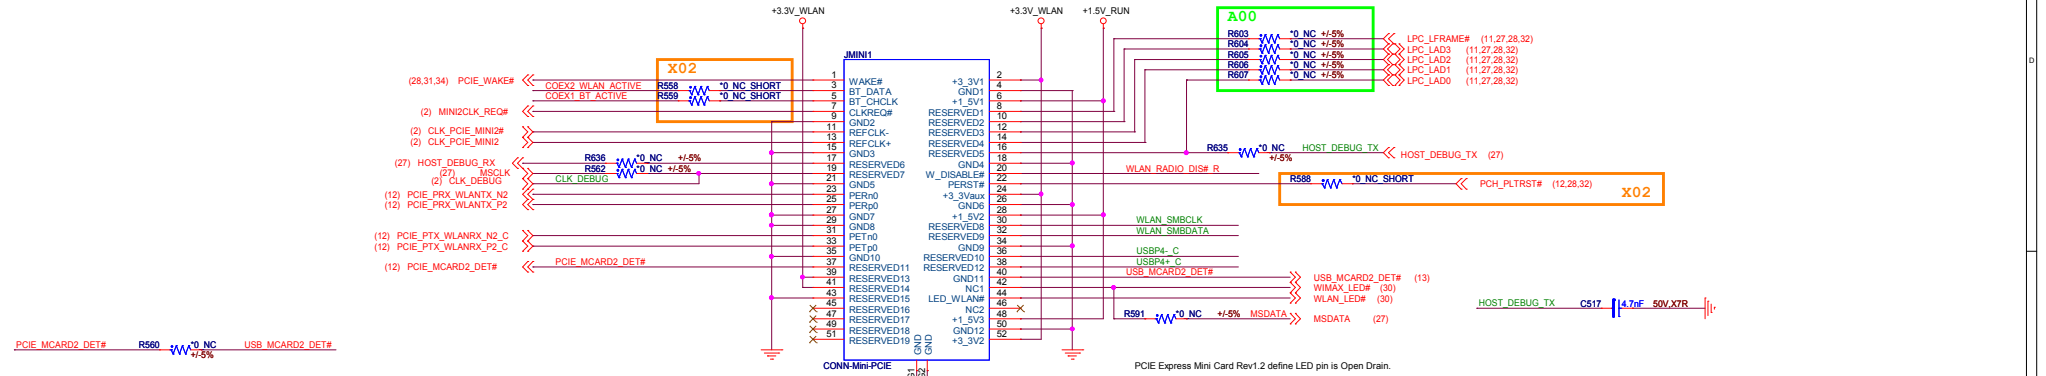 +3.3V_WLAN
+3.3V_WLAN +1.5V_RUN
A00
R603 *0_NC +/-5% LPC_LFRAME# (11,27,28,32)
R604 *0_NC +/-5% LPC_LAD3 (11,27,28,32)
R605 *0_NC +/-5% LPC_LAD2 (11,27,28,32)
R606 *0_NC +/-5% LPC_LAD1 (11,27,28,32)
R607 *0_NC +/-5% LPC_LAD0 (11,27,28,32)
D
JMINI1
X02
(28,31,34) PCIE_WAKE# 1 WAKE# +3_3V1 2
COEX2_WLAN_ACTIVE R558 *0_NC_SHORT 3 BT_DATA GND1 4
COEX1_BT_ACTIVE R559 *0_NC_SHORT 5 BT_CHCLK +1_5V1 6
(2) MINI2CLK_REQ# 7 CLKREQ# RESERVED1 8
9 GND2 RESERVED2 10
(2) CLK_PCIE_MINI2# 11 REFCLK- RESERVED3 12
(2) CLK_PCIE_MINI2 13 REFCLK+ RESERVED4 14
15 GND3 RESERVED5 16 R635 *0_NC +/-5% HOST_DEBUG_TX HOST_DEBUG_TX (27)
(27) HOST_DEBUG_RX R636 *0_NC +/-5% 17 RESERVED6 GND4 18
(27) MSCLK R562 *0_NC +/-5% 19 RESERVED7 W_DISABLE# 20 WLAN_RADIO_DIS#_R
(2) CLK_DEBUG CLK_DEBUG 21 GND5 PERST# 22 R588 *0_NC_SHORT PCH_PLTRST# (12,28,32)
X02
(12) PCIE_PRX_WLANTX_N2 23 PERn0 +3_3Vaux 24
(12) PCIE_PRX_WLANTX_P2 25 PERp0 GND6 26
27 GND7 +1_5V2 28
29 GND8 RESERVED8 30 WLAN_SMBCLK
(12) PCIE_PTX_WLANRX_N2_C 31 PETn0 RESERVED9 32 WLAN_SMBDATA
(12) PCIE_PTX_WLANRX_P2_C 33 PETp0 GND9 34
35 GND10 RESERVED10 36 USBP4-_C
(12) PCIE_MCARD2_DET# PCIE_MCARD2_DET# 37 RESERVED11 RESERVED12 38 USBP4+_C
39 RESERVED13 GND11 40 USB_MCARD2_DET# USB_MCARD2_DET# (13)
41 RESERVED14 NC1 42 WIMAX_LED# (30)
43 RESERVED15 LED_WLAN# 44 WLAN_LED# (30)
45 RESERVED16 NC2 46
47 RESERVED17 +1_5V3 48 R591 *0_NC +/-5% MSDATA MSDATA (27)
49 RESERVED18 GND12 50
51 RESERVED19 +3_3V2 52
GND GND
CONN-Mini-PCIE
HOST_DEBUG_TX C517 4.7nF 50V,X7R
PCIE_MCARD2_DET# R560 *0_NC +/-5% USB_MCARD2_DET#
PCIE Express Mini Card Rev1.2 define LED pin is Open Drain.